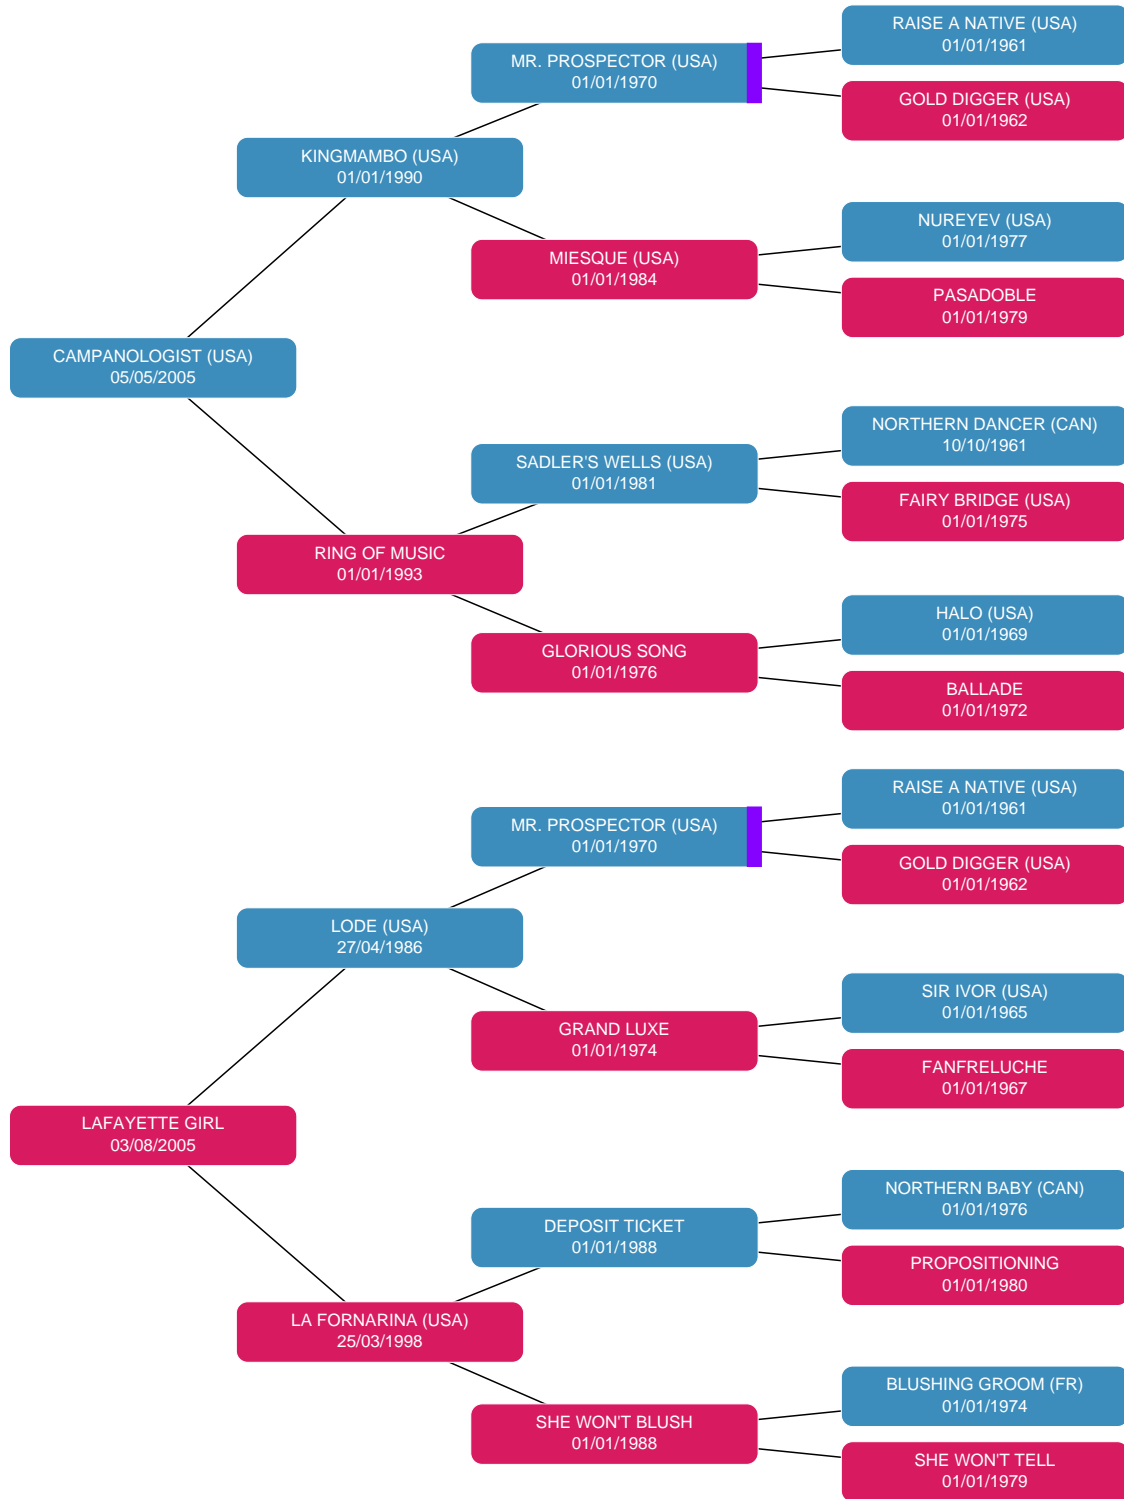 RAISE A NATIVE (USA)
01/01/1961
MR. PROSPECTOR (USA)
01/01/1970
GOLD DIGGER (USA)
01/01/1962
KINGMAMBO (USA)
01/01/1990
NUREYEV (USA)
01/01/1977
MIESQUE (USA)
01/01/1984
PASADOBLE
01/01/1979
CAMPANOLOGIST (USA)
05/05/2005
NORTHERN DANCER (CAN)
10/10/1961
SADLER'S WELLS (USA)
01/01/1981
FAIRY BRIDGE (USA)
01/01/1975
RING OF MUSIC
01/01/1993
HALO (USA)
01/01/1969
GLORIOUS SONG
01/01/1976
BALLADE
01/01/1972
RAISE A NATIVE (USA)
01/01/1961
MR. PROSPECTOR (USA)
01/01/1970
GOLD DIGGER (USA)
01/01/1962
LODE (USA)
27/04/1986
SIR IVOR (USA)
01/01/1965
GRAND LUXE
01/01/1974
FANFRELUCHE
01/01/1967
LAFAYETTE GIRL
03/08/2005
NORTHERN BABY (CAN)
01/01/1976
DEPOSIT TICKET
01/01/1988
PROPOSITIONING
01/01/1980
LA FORNARINA (USA)
25/03/1998
BLUSHING GROOM (FR)
01/01/1974
SHE WON'T BLUSH
01/01/1988
SHE WON'T TELL
01/01/1979